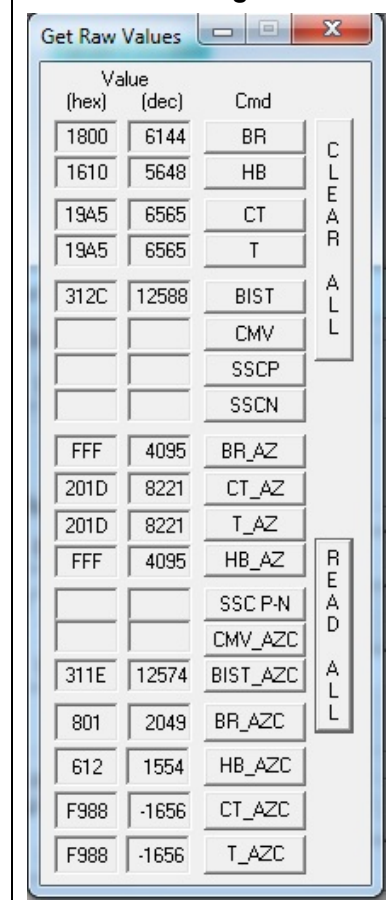 Get Raw Values
Value
(hex) (dec) Cmd
1800 6144 BR
1610 5648 HB
19A5 6565 CT
19A5 6565 T
312C 12588 BIST
CMV
SSCP
SSCN
CLEAR ALL
FFF 4095 BR_AZ
201D 8221 CT_AZ
201D 8221 T_AZ
FFF 4095 HB_AZ
SSC P-N
CMV_AZC
311E 12574 BIST_AZC
801 2049 BR_AZC
READ ALL
612 1554 HB_AZC
F988 -1656 CT_AZC
F988 -1656 T_AZC